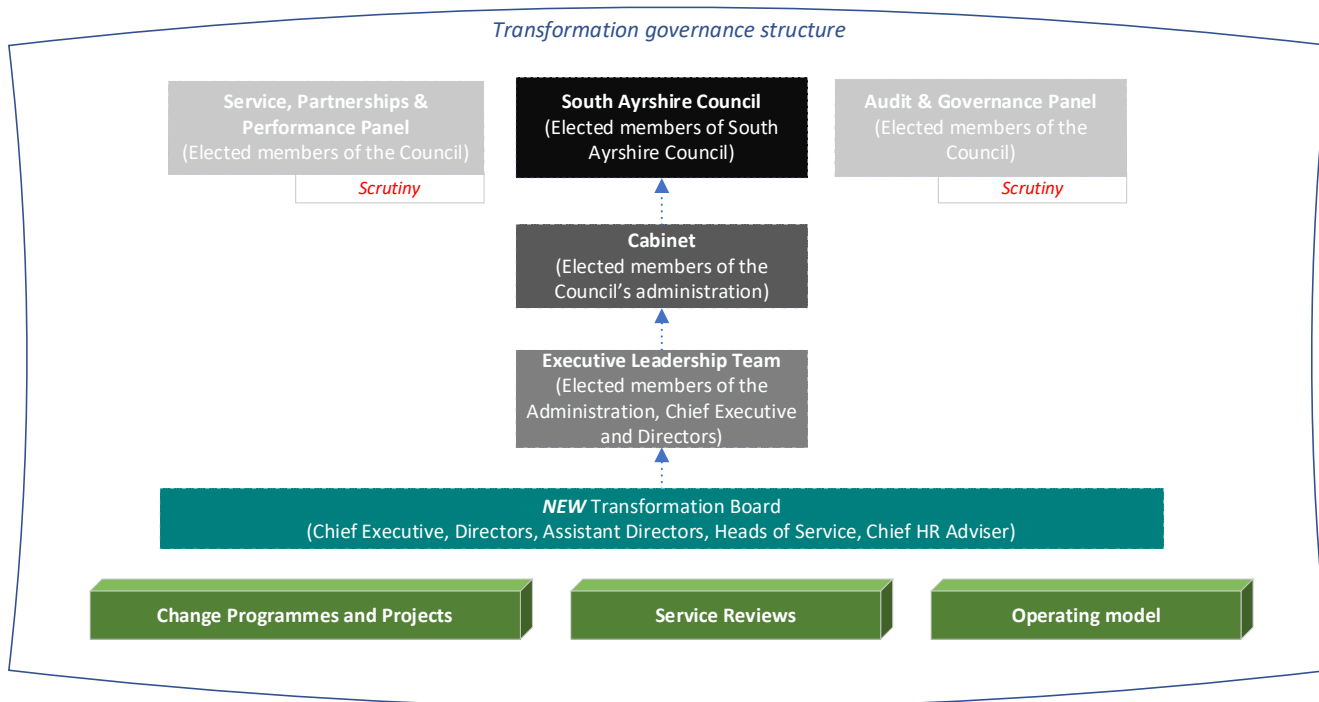 Transformation governance structure
Service, Partnerships &
Performance Panel
(Elected members of the Council)
Scrutiny
South Ayrshire Council
(Elected members of South
Ayrshire Council)
Audit & Governance Panel
(Elected members of the
Council)
Scrutiny
Cabinet
(Elected members of the
Council’s administration)
Executive Leadership Team
(Elected members of the
Administration, Chief Executive
and Directors)
NEW Transformation Board
(Chief Executive, Directors, Assistant Directors, Heads of Service, Chief HR Adviser)
Change Programmes and Projects
Service Reviews
Operating model